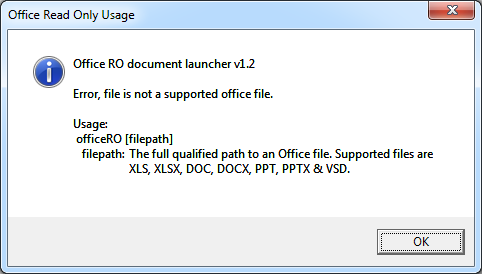 Office Read Only Usage
Office RO document launcher v1.2
Error, file is not a supported office file.
Usage:
officeRO [filepath]
filepath: The full qualified path to an Office file. Supported files are
XLS, XLSX, DOC, DOCX, PPT, PPTX & VSD.
OK